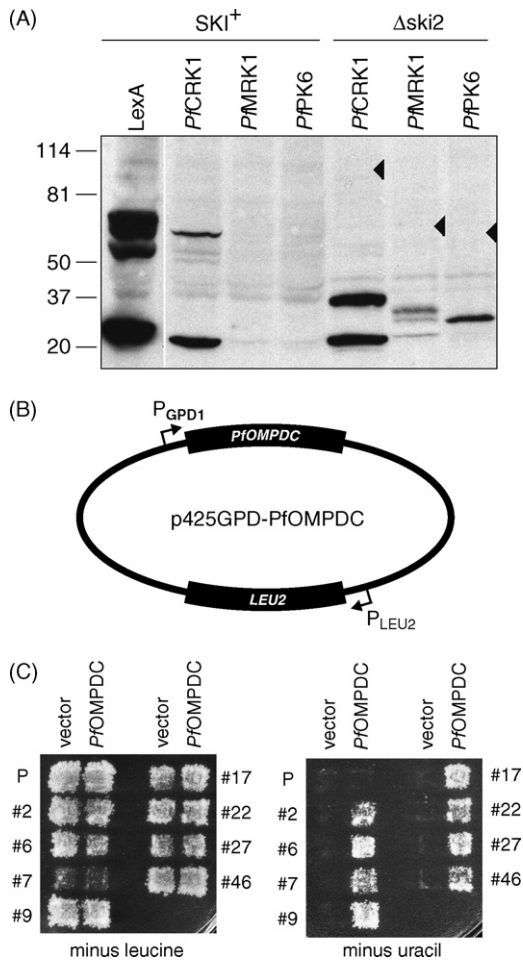 (A)
SKI+ Δski2
LexA PfCRK1 PfMRK1 PfPK6 PfCRK1 PfMRK1 PfPK6
114
81
50
37
20
(B)
PGPD1
PfOMPDC
p425GPD-PfOMPDC
LEU2
PLEU2
(C)
vector PfOMPDC vector PfOMPDC
P #17
#2 #22
#6 #27
#7 #46
#9
minus leucine
vector PfOMPDC vector PfOMPDC
P #17
#2 #22
#6 #27
#7 #46
#9
minus uracil